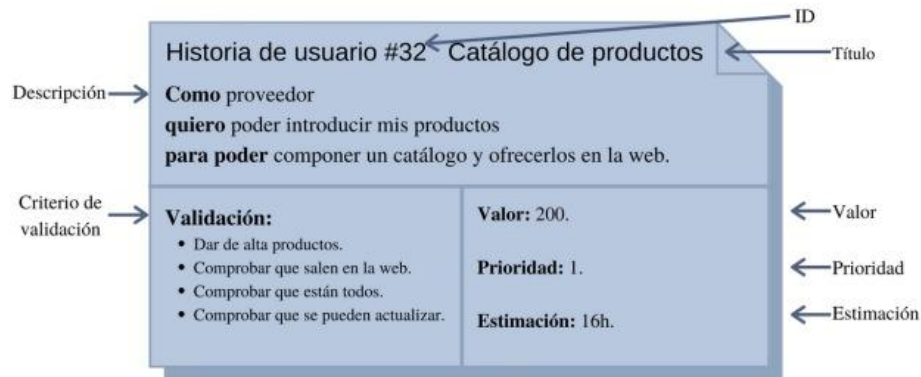 ID
Historia de usuario #32 Catálogo de productos
Título
Descripción
Como proveedor
quiero poder introducir mis productos
para poder componer un catálogo y ofrecerlos en la web.
Criterio de
validación
Validación:
• Dar de alta productos.
• Comprobar que salen en la web.
• Comprobar que están todos.
• Comprobar que se pueden actualizar.
Valor: 200.
Valor
Prioridad: 1.
Prioridad
Estimación: 16h.
Estimación